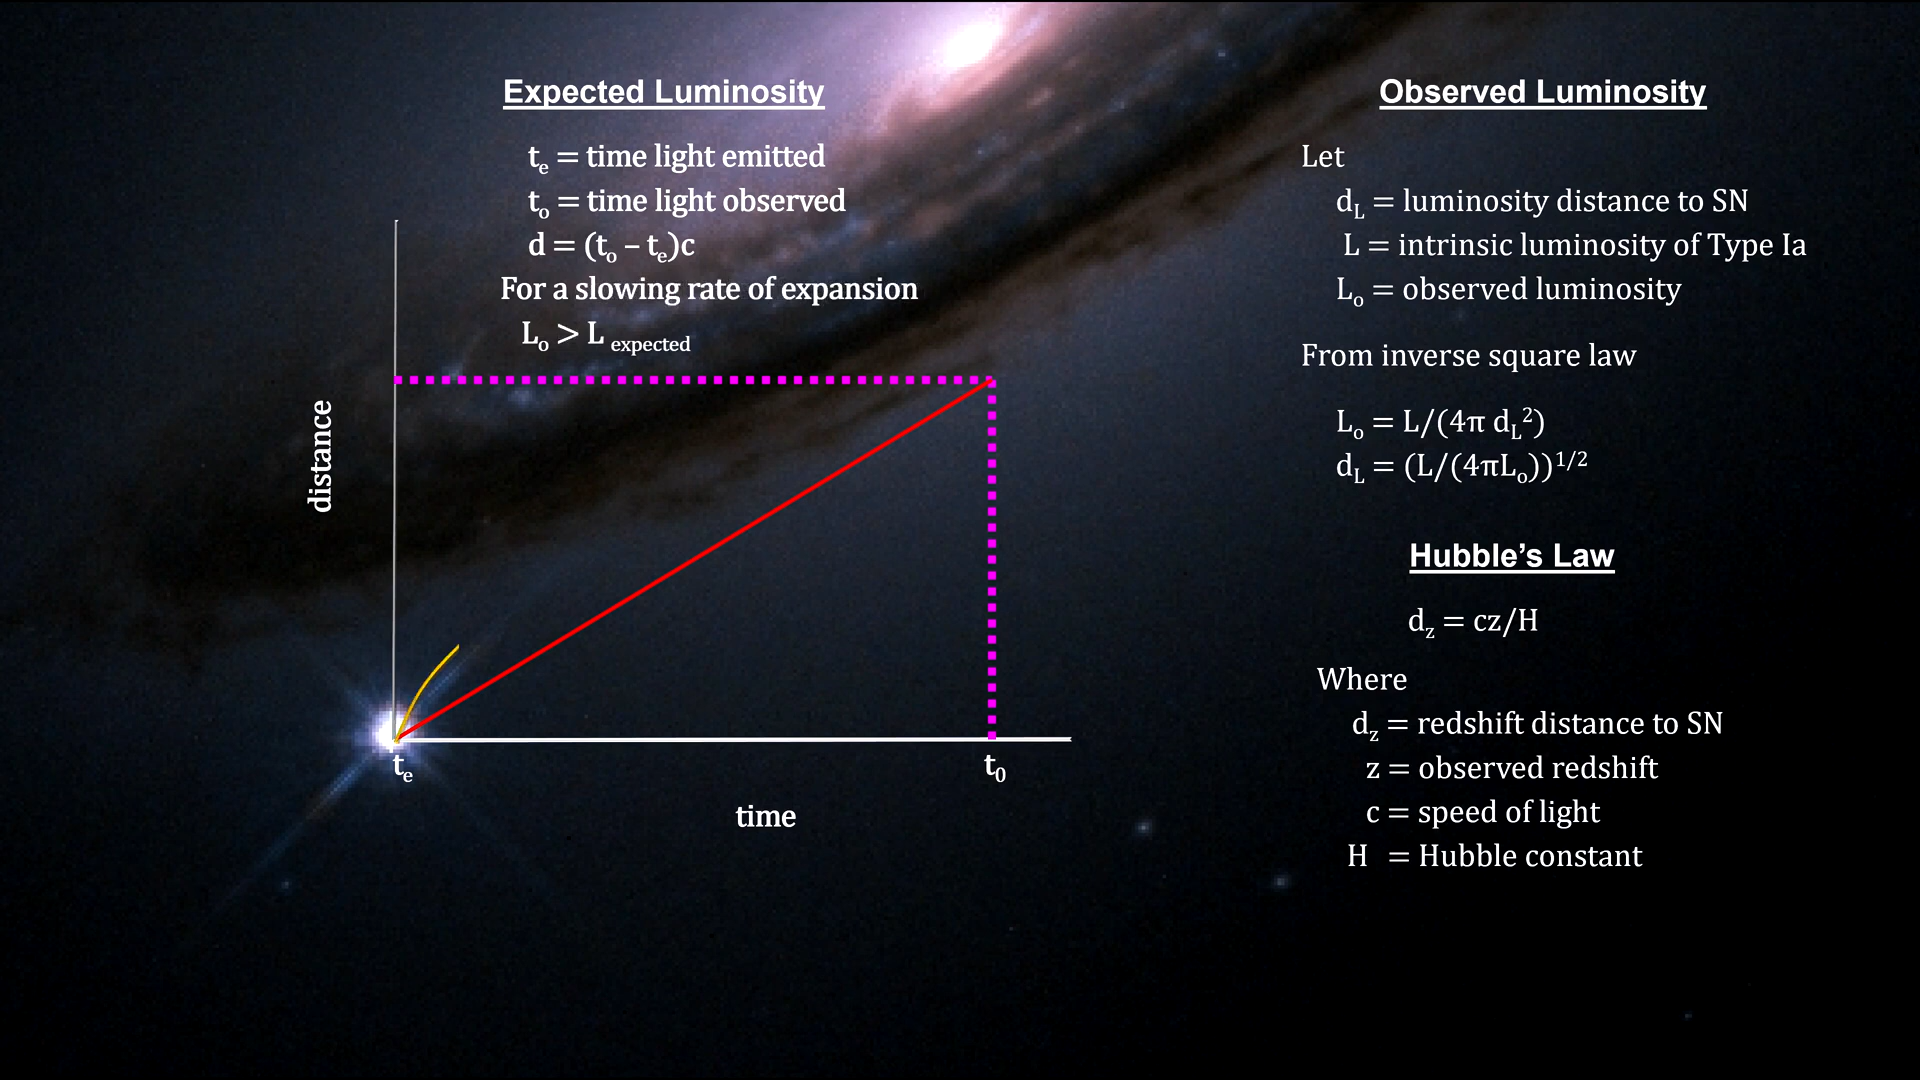 Expected Luminosity
tₑ = time light emitted
tₒ = time light observed
d = (tₒ – tₑ)c
For a slowing rate of expansion
Lₒ > L expected
distance
tₑ
t₀
time
Observed Luminosity
Let
d_L = luminosity distance to SN
L = intrinsic luminosity of Type Ia
Lₒ = observed luminosity
From inverse square law
Lₒ = L/(4π d_L²)
d_L = (L/(4πLₒ))^1/2
Hubble’s Law
d_z = cz/H
Where
d_z = redshift distance to SN
z = observed redshift
c = speed of light
H = Hubble constant